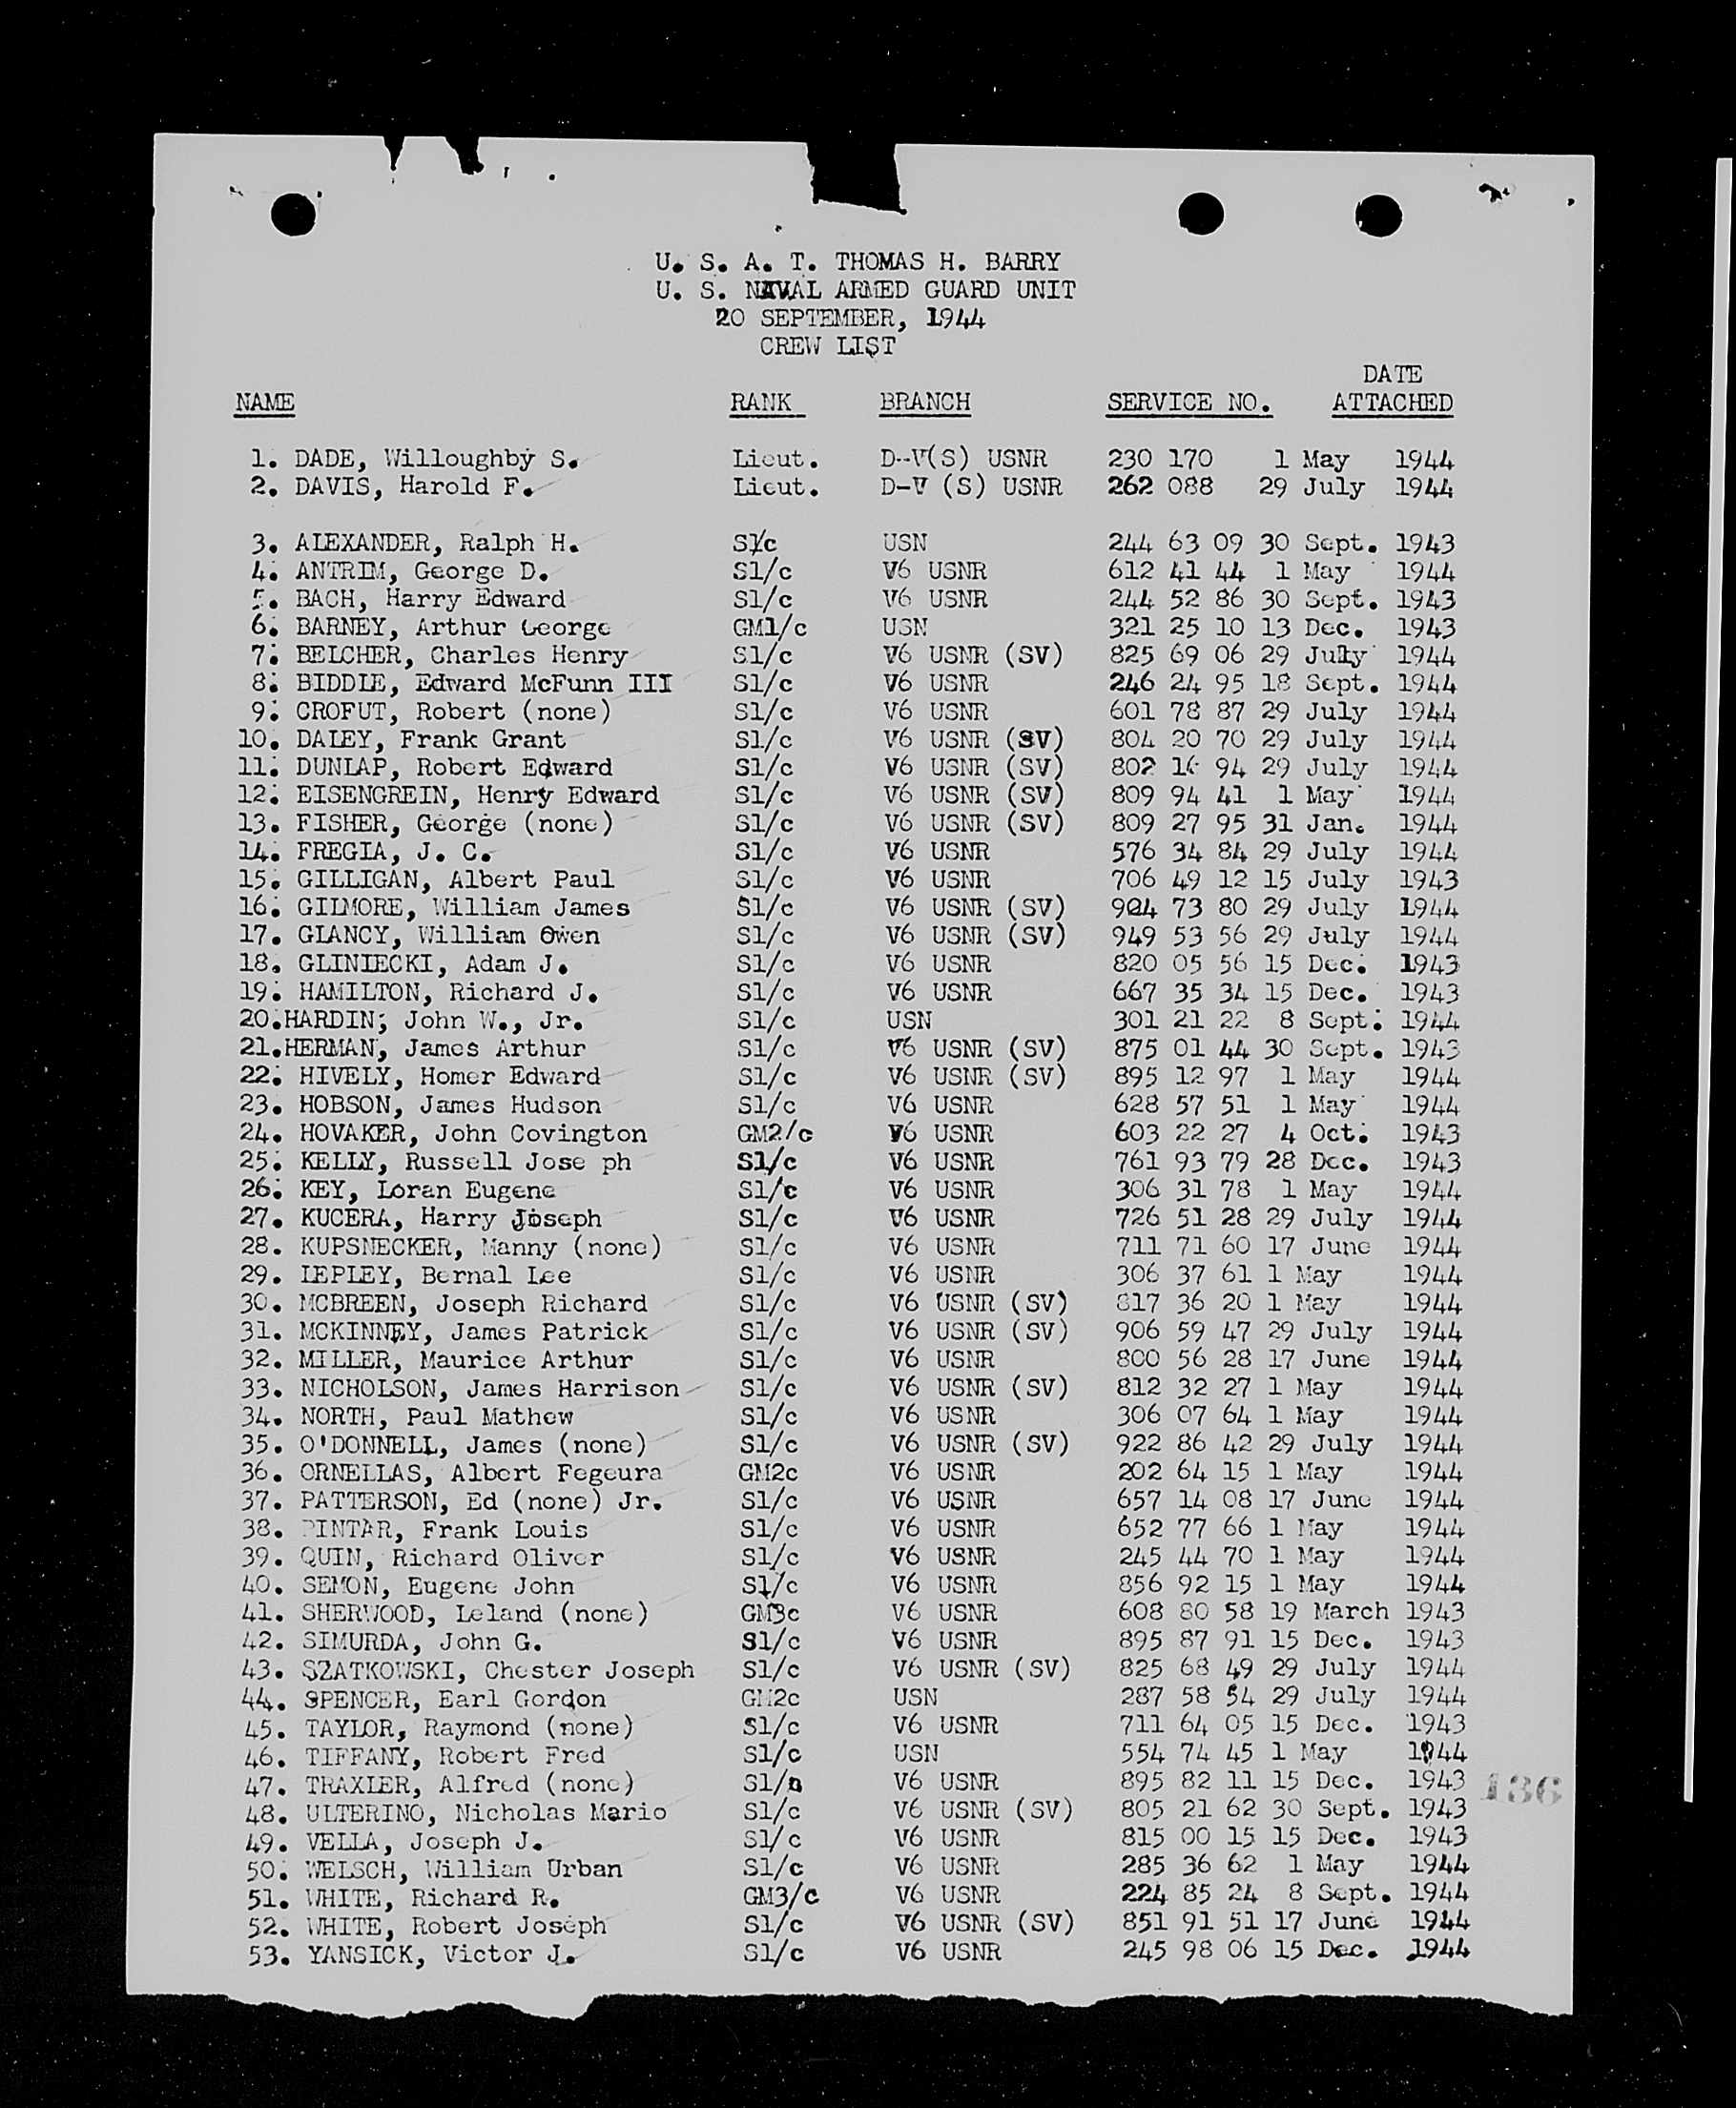 U. S. A. T. THOMAS H. BARRY
U. S. NAVAL ARMED GUARD UNIT
20 SEPTEMBER, 1944
CREW LIST
DATE
NAME RANK BRANCH SERVICE NO. ATTACHED
1. DADE, Willoughby S. Lieut. D--V(S) USNR 230 170 1 May 1944
2. DAVIS, Harold F. Lieut. D-V (S) USNR 262 088 29 July 1944
3. ALEXANDER, Ralph H. S1/c USN 244 63 09 30 Sept. 1943
4. ANTRIM, George D. S1/c V6 USNR 612 41 44 1 May 1944
5. BACH, Harry Edward S1/c V6 USNR 244 52 86 30 Sept. 1943
6. BARNEY, Arthur George GM1/c USN 321 25 10 13 Dec. 1943
7. BELCHER, Charles Henry S1/c V6 USNR (SV) 825 69 06 29 July 1944
8. BIDDLE, Edward McFunn III S1/c V6 USNR 246 24 95 18 Sept. 1944
9. CROFUT, Robert (none) S1/c V6 USNR 601 78 87 29 July 1944
10. DALEY, Frank Grant S1/c V6 USNR (SV) 804 20 70 29 July 1944
11. DUNLAP, Robert Edward S1/c V6 USNR (SV) 802 16 94 29 July 1944
12. EISENGREIN, Henry Edward S1/c V6 USNR (SV) 809 94 41 1 May 1944
13. FISHER, George (none) S1/c V6 USNR (SV) 809 27 95 31 Jan. 1944
14. FREGIA, J. C. S1/c V6 USNR 576 34 84 29 July 1944
15. GILLIGAN, Albert Paul S1/c V6 USNR 706 49 12 15 July 1943
16. GILMORE, William James S1/c V6 USNR (SV) 904 73 80 29 July 1944
17. GLANCY, William Owen S1/c V6 USNR (SV) 949 53 56 29 July 1944
18. GLINIECKI, Adam J. S1/c V6 USNR 820 05 56 15 Dec. 1943
19. HAMILTON, Richard J. S1/c V6 USNR 667 35 34 15 Dec. 1943
20.HARDIN, John W., Jr. S1/c USN 301 21 22 8 Sept. 1944
21.HERMAN, James Arthur S1/c V6 USNR (SV) 875 01 44 30 Sept. 1943
22. HIVELY, Homer Edward S1/c V6 USNR (SV) 895 12 97 1 May 1944
23. HOBSON, James Hudson S1/c V6 USNR 628 57 51 1 May 1944
24. HOVAKER, John Covington GM2/c V6 USNR 603 22 27 4 Oct. 1943
25. KELLY, Russell Jose ph S1/c V6 USNR 761 93 79 28 Dec. 1943
26. KEY, Loran Eugene S1/c V6 USNR 306 31 78 1 May 1944
27. KUCERA, Harry Joseph S1/c V6 USNR 726 51 28 29 July 1944
28. KUPSNECKER, Manny (none) S1/c V6 USNR 711 71 60 17 June 1944
29. LEPLEY, Bernal Lee S1/c V6 USNR 306 37 61 1 May 1944
30. MCBREEN, Joseph Richard S1/c V6 USNR (SV) 817 36 20 1 May 1944
31. MCKINNEY, James Patrick S1/c V6 USNR (SV) 906 59 47 29 July 1944
32. MILLER, Maurice Arthur S1/c V6 USNR 800 56 28 17 June 1944
33. NICHOLSON, James Harrison S1/c V6 USNR (SV) 812 32 27 1 May 1944
34. NORTH, Paul Mathew S1/c V6 USNR 306 07 64 1 May 1944
35. O'DONNELL, James (none) S1/c V6 USNR (SV) 922 86 42 29 July 1944
36. ORNELLAS, Albert Fegeura GM2c V6 USNR 202 64 15 1 May 1944
37. PATTERSON, Ed (none) Jr. S1/c V6 USNR 657 14 08 17 June 1944
38. PINTAR, Frank Louis S1/c V6 USNR 652 77 66 1 May 1944
39. QUIN, Richard Oliver S1/c V6 USNR 245 44 70 1 May 1944
40. SEMON, Eugene John S1/c V6 USNR 856 92 15 1 May 1944
41. SHERWOOD, Leland (none) GM3c V6 USNR 608 80 58 19 March 1943
42. SIMURDA, John G. S1/c V6 USNR 895 87 91 15 Dec. 1943
43. SZATKOWSKI, Chester Joseph S1/c V6 USNR (SV) 825 68 49 29 July 1944
44. SPENCER, Earl Gordon GM2c USN 287 58 54 29 July 1944
45. TAYLOR, Raymond (none) S1/c V6 USNR 711 64 05 15 Dec. 1943
46. TIFFANY, Robert Fred S1/c USN 554 74 45 1 May 1944
47. TRAXLER, Alfred (none) S1/c V6 USNR 895 82 11 15 Dec. 1943
136
48. ULTERINO, Nicholas Mario S1/c V6 USNR (SV) 805 21 62 30 Sept. 1943
49. VELLA, Joseph J. S1/c V6 USNR 815 00 15 15 Dec. 1943
50. WELSCH, William Urban S1/c V6 USNR 285 36 62 1 May 1944
51. WHITE, Richard R. GM3/c V6 USNR 224 85 24 8 Sept. 1944
52. WHITE, Robert Joseph S1/c V6 USNR (SV) 851 91 51 17 June 1944
53. YANSICK, Victor J. S1/c V6 USNR 245 98 06 15 Dec. 1944